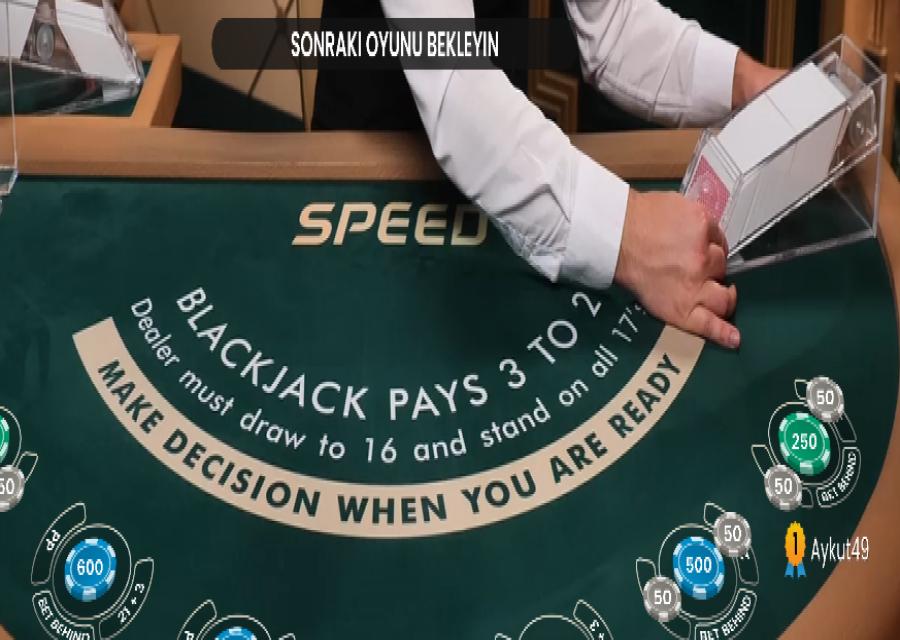 SONRAKI OYUNU BEKLEYIN
SPEED
BLACKJACK PAYS 3 TO 2
Dealer must draw to 16 and stand on all 17's
MAKE DECISION WHEN YOU ARE READY
50
250
50
BET BEHIND
50
PP
600
21 + 3
BET BEHIND
50
500
50
BET BEHIND
1 Aykut49